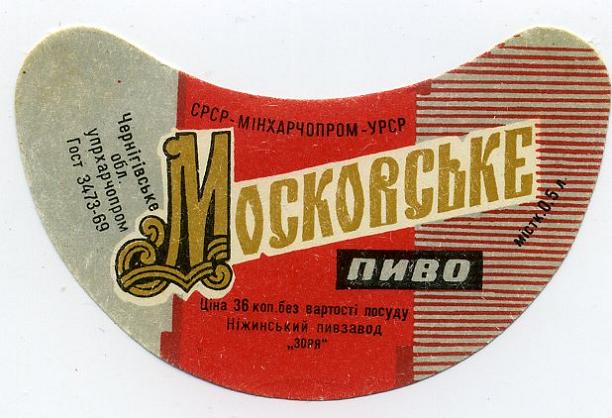 СРСР-МІНХАРЧОПРОМ-УРСР
Чернігівське
обл.
упрхарчопром
Гост 3473-69
Московське
пиво
містк. 0,5 л.
Ціна 36 коп. без вартості посуду
Ніжинський пивзавод
„Зоря“